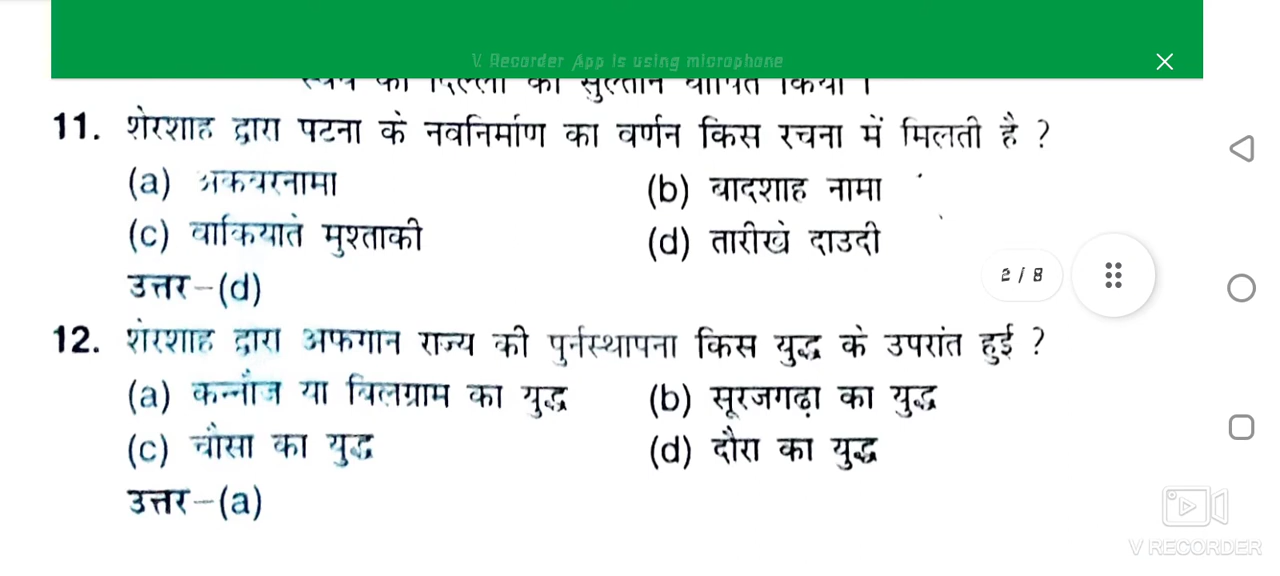 V. Recorder App is using microphone
स्वयं को दिल्ली का सुल्तान घोषित किया ।
11. शेरशाह द्वारा पटना के नवनिर्माण का वर्णन किस रचना में मिलती है ?
(a) अकबरनामा (b) बादशाह नामा
(c) वाकियाते मुश्ताकी (d) तारीखे दाउदी
उत्तर–(d)
2 / 8
12. शेरशाह द्वारा अफगान राज्य की पुर्नस्थापना किस युद्ध के उपरांत हुई ?
(a) कन्नौज या बिलग्राम का युद्ध (b) सूरजगढ़ा का युद्ध
(c) चौसा का युद्ध (d) दौरा का युद्ध
उत्तर–(a)
V RECORDER